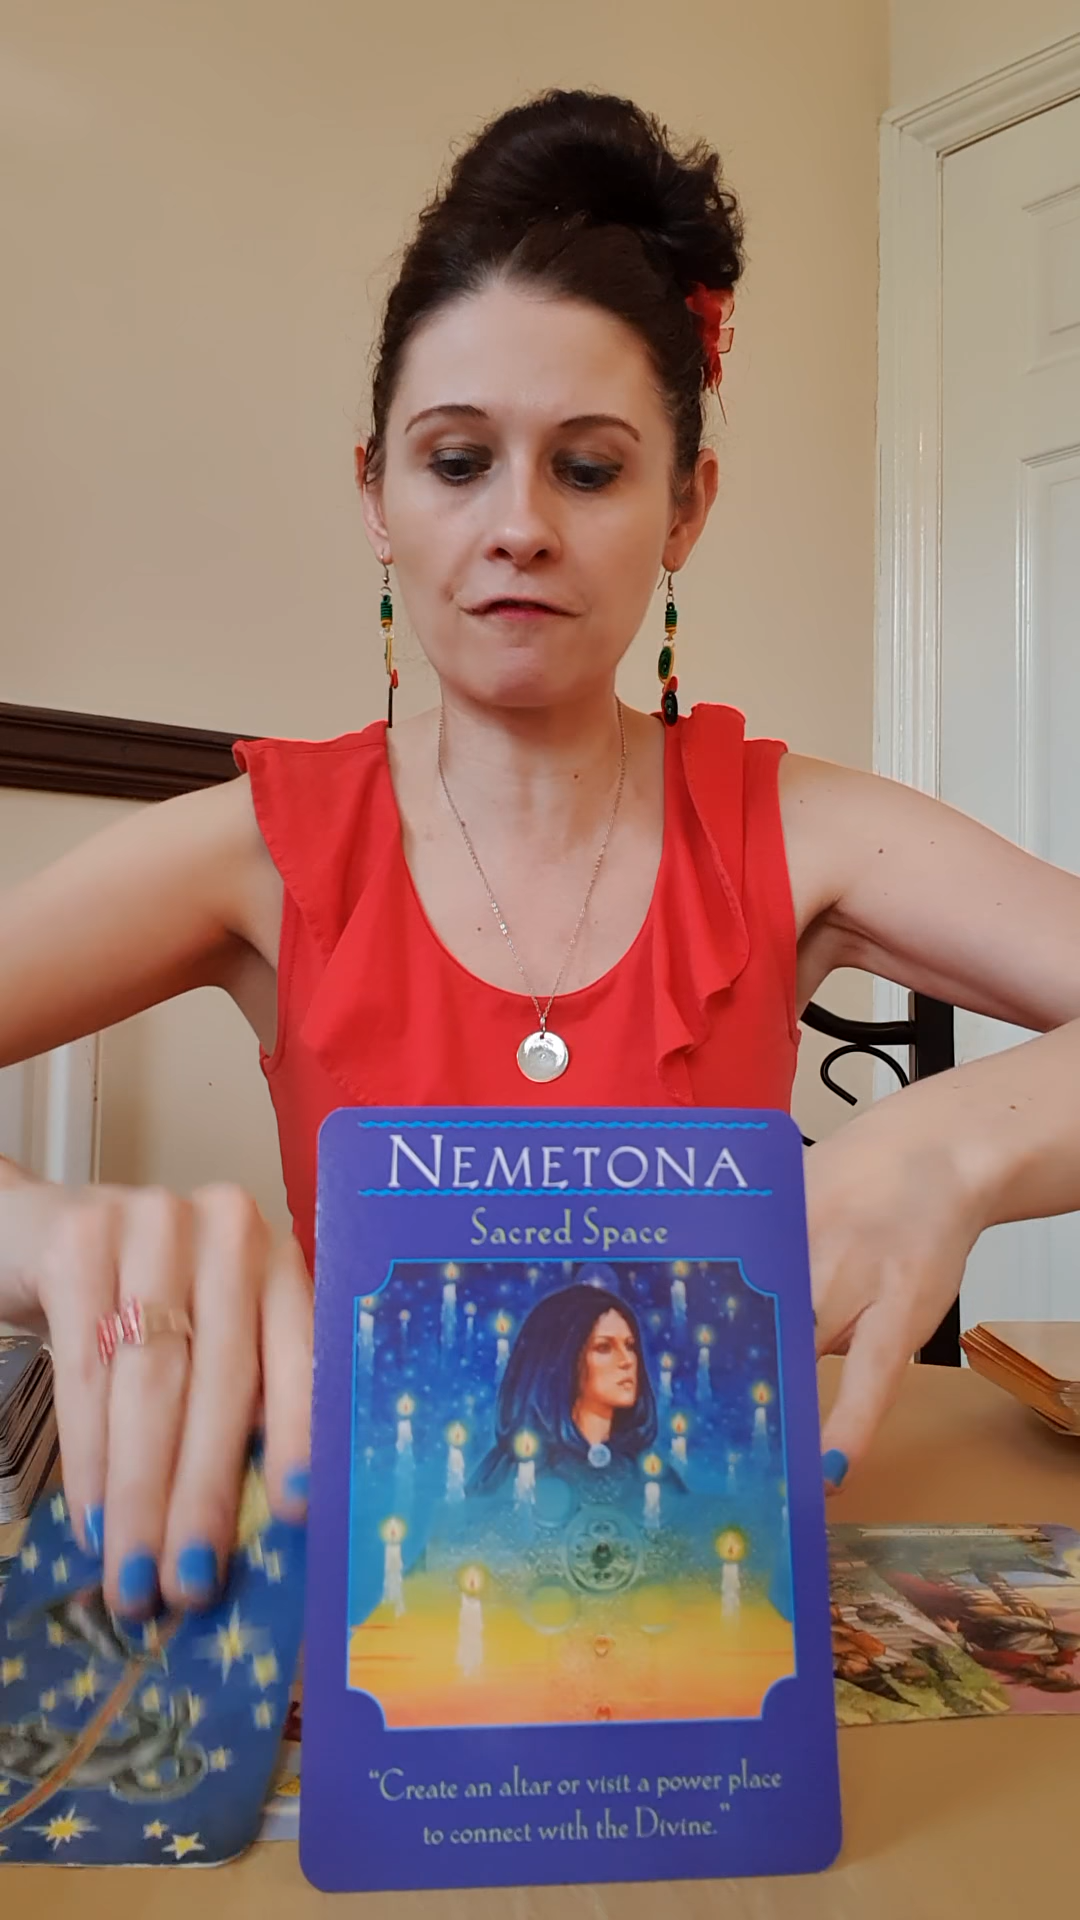 NEMETONA
Sacred Space
"Create an altar or visit a power place
to connect with the Divine."